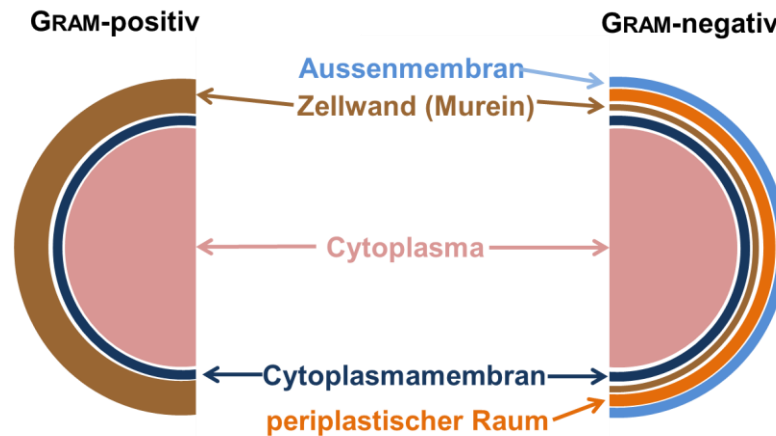 GRAM-positiv
GRAM-negativ
Aussenmembran
Zellwand (Murein)
Cytoplasma
Cytoplasmamembran
periplastischer Raum